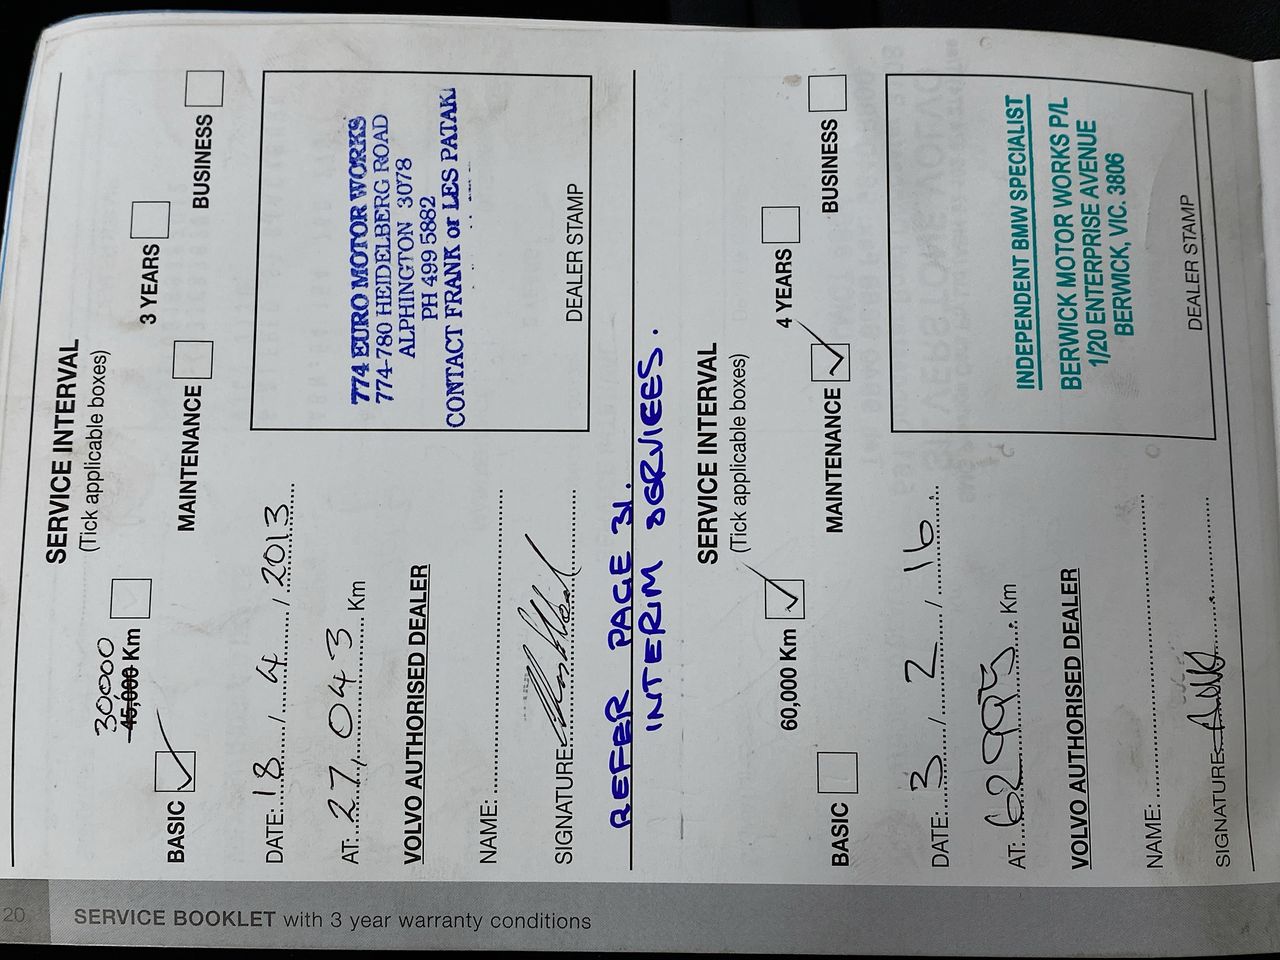 SERVICE INTERVAL
(Tick applicable boxes)
30000
45,000 Km
3 YEARS
BASIC
MAINTENANCE
BUSINESS
DATE: 18 / 4 / 2013
AT: 27,043 Km
VOLVO AUTHORISED DEALER
NAME:
SIGNATURE
774 EURO MOTOR WORKS
774-780 HEIDELBERG ROAD
ALPHINGTON 3078
PH 499 5882
CONTACT FRANK or LES PATAKI
DEALER STAMP
REFER PAGE 31.
INTERIM SERVICES.
SERVICE INTERVAL
(Tick applicable boxes)
60,000 Km
4 YEARS
BASIC
MAINTENANCE
BUSINESS
DATE: 3 / 2 / 16
AT: 62995 Km
VOLVO AUTHORISED DEALER
NAME:
SIGNATURE
INDEPENDENT BMW SPECIALIST
BERWICK MOTOR WORKS P/L
1/20 ENTERPRISE AVENUE
BERWICK, VIC. 3806
DEALER STAMP
20
SERVICE BOOKLET with 3 year warranty conditions